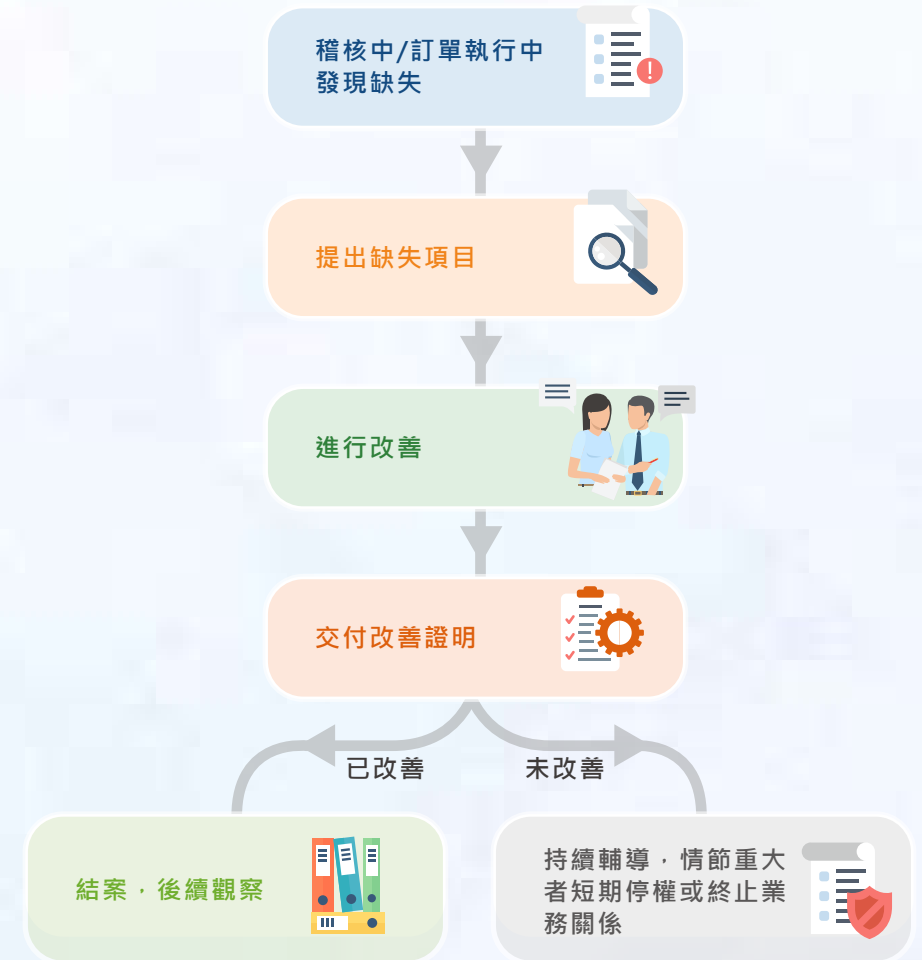 稽核中/訂單執行中
發現缺失
提出缺失項目
進行改善
交付改善證明
已改善
未改善
結案，後續觀察
持續輔導，情節重大
者短期停權或終止業
務關係